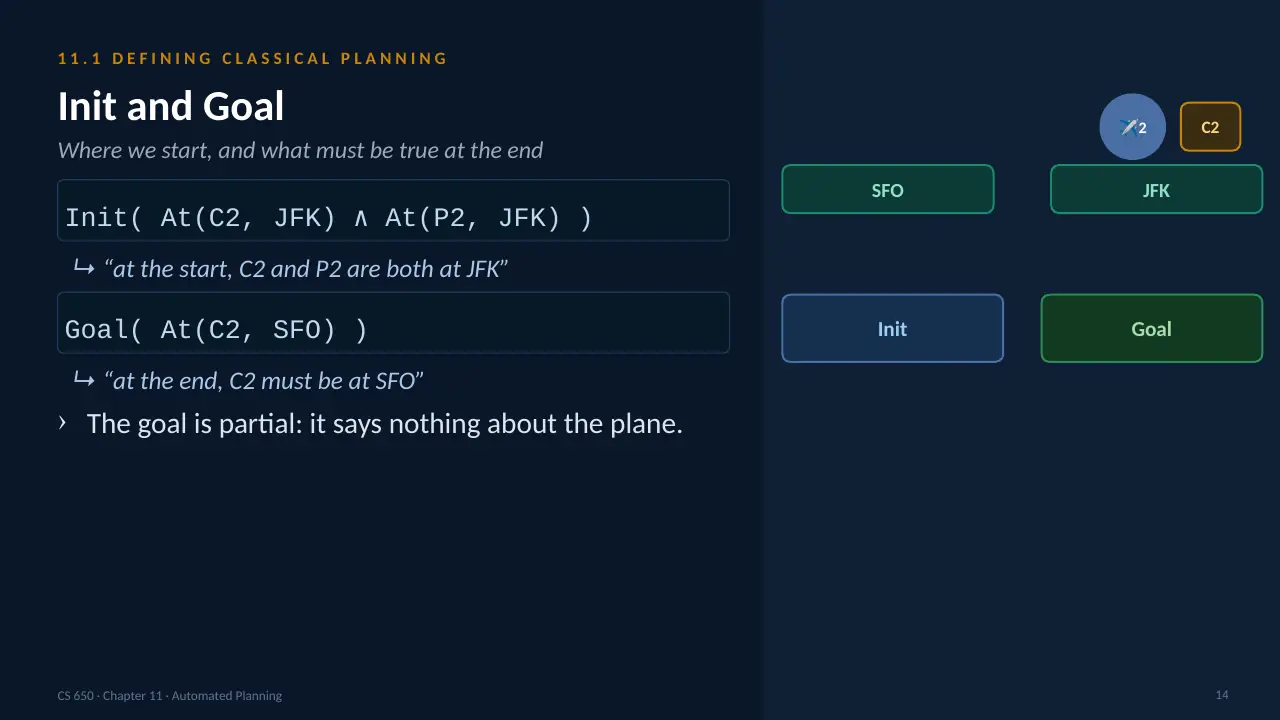 11.1 DEFINING CLASSICAL PLANNING
Init and Goal
Where we start, and what must be true at the end
Init( At(C2, JFK) ∧ At(P2, JFK) )
↳ “at the start, C2 and P2 are both at JFK”
Goal( At(C2, SFO) )
↳ “at the end, C2 must be at SFO”
› The goal is partial: it says nothing about the plane.
✈2 C2
SFO JFK
Init Goal
CS 650 · Chapter 11 · Automated Planning
14